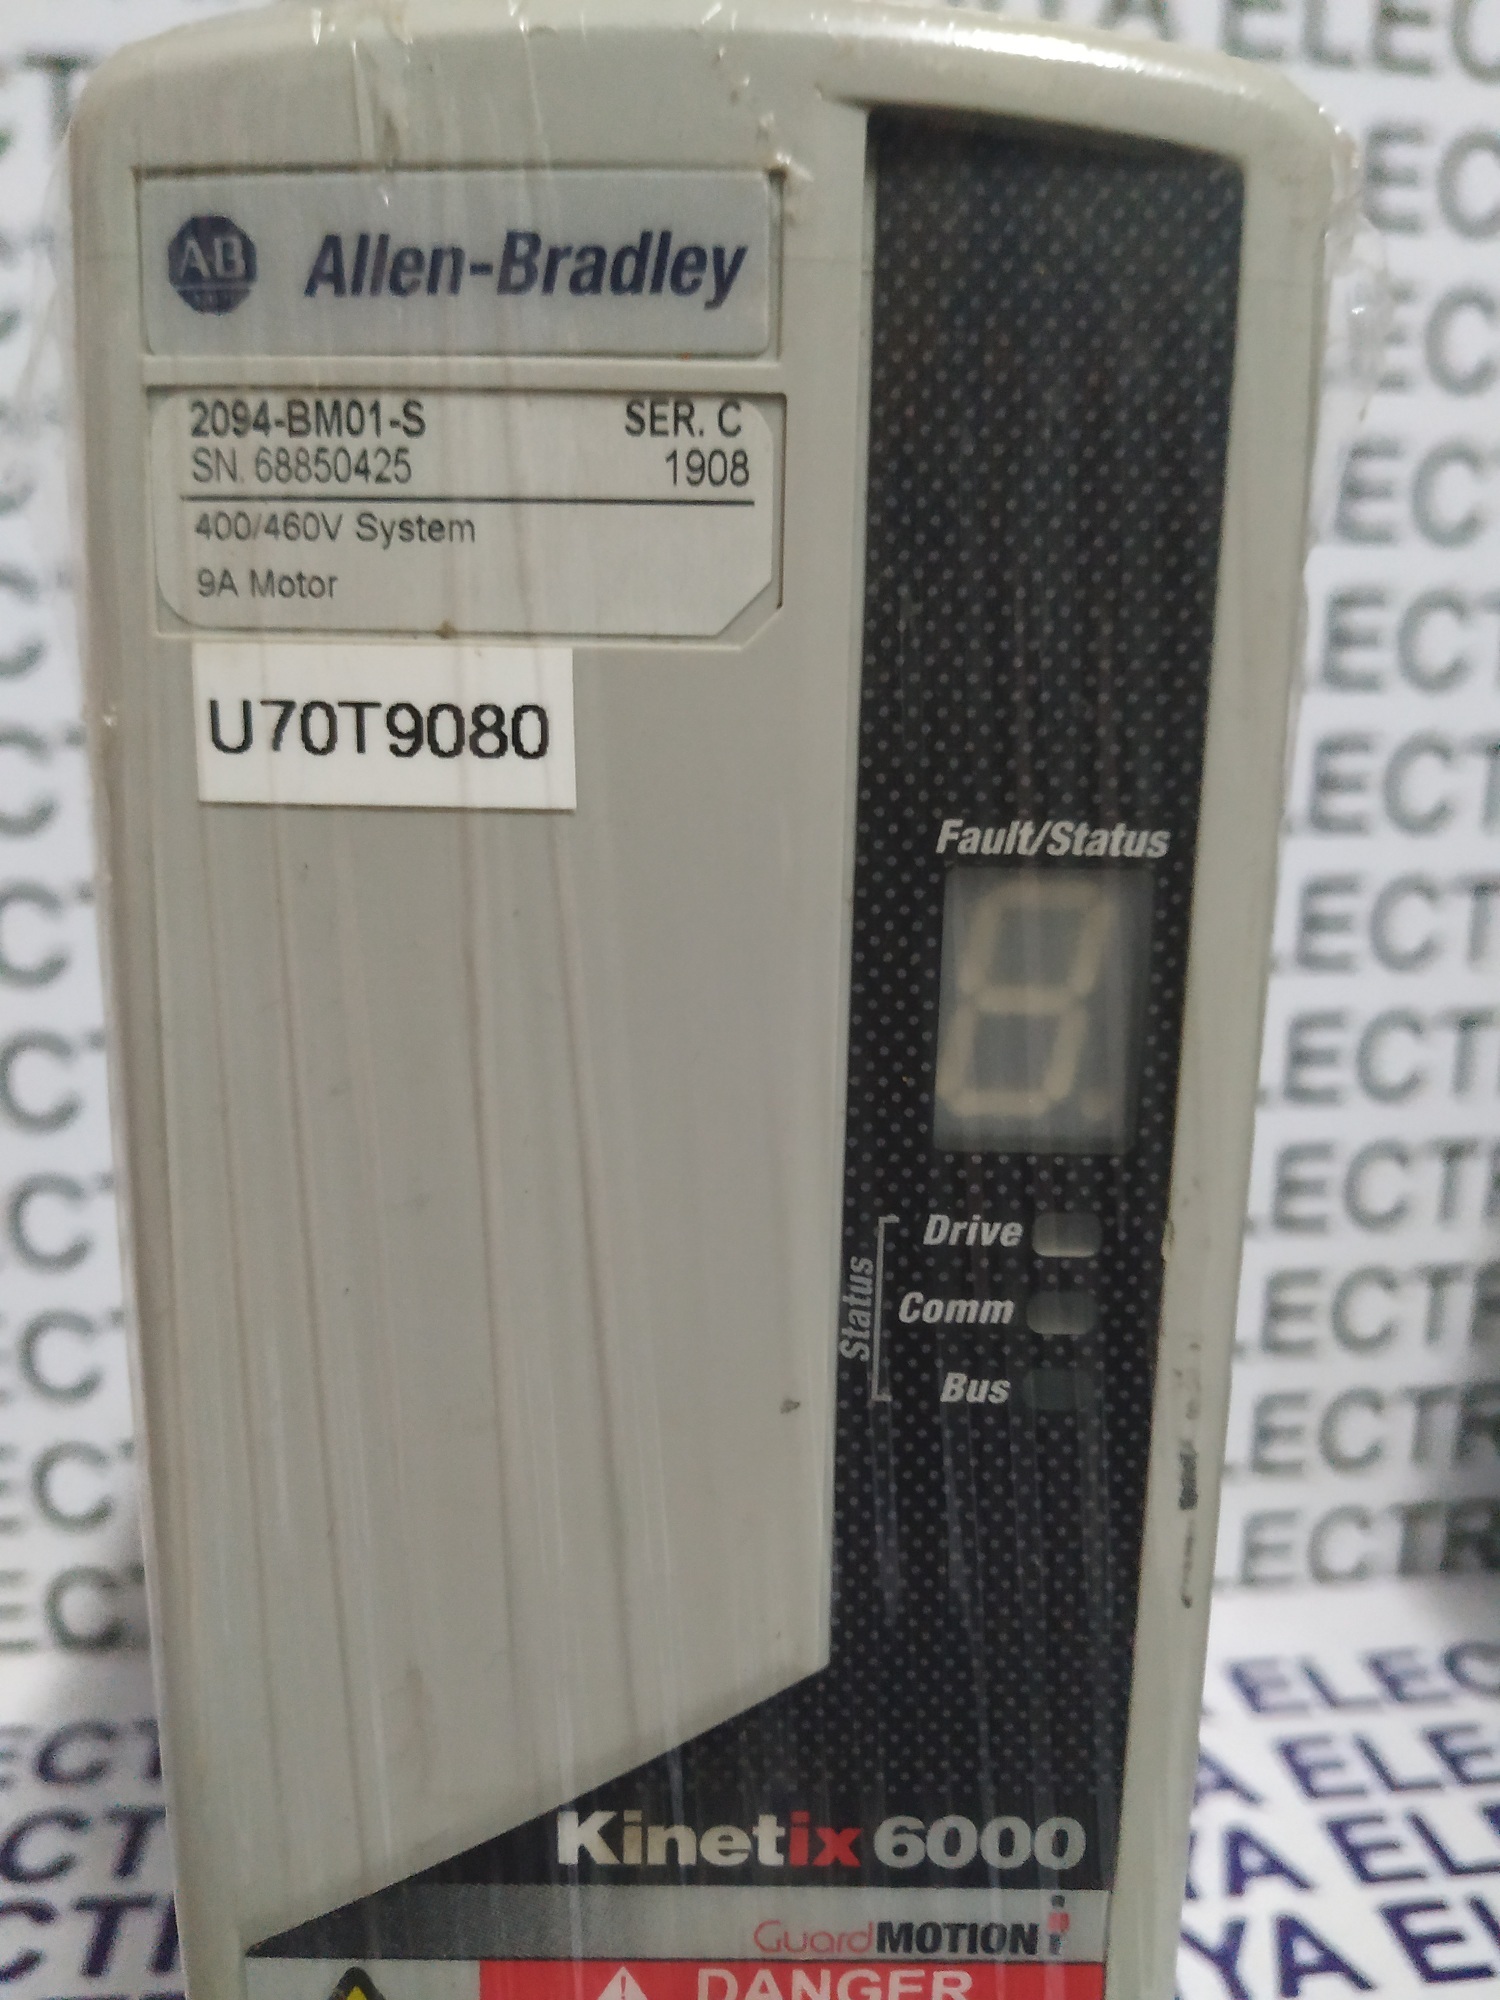 AB Allen-Bradley
2094-BM01-S SER. C
SN. 68850425 1908
400/460V System
9A Motor
U70T9080
Fault/Status
Status
Drive
Comm
Bus
Kinetix 6000
GuardMOTION
DANGER